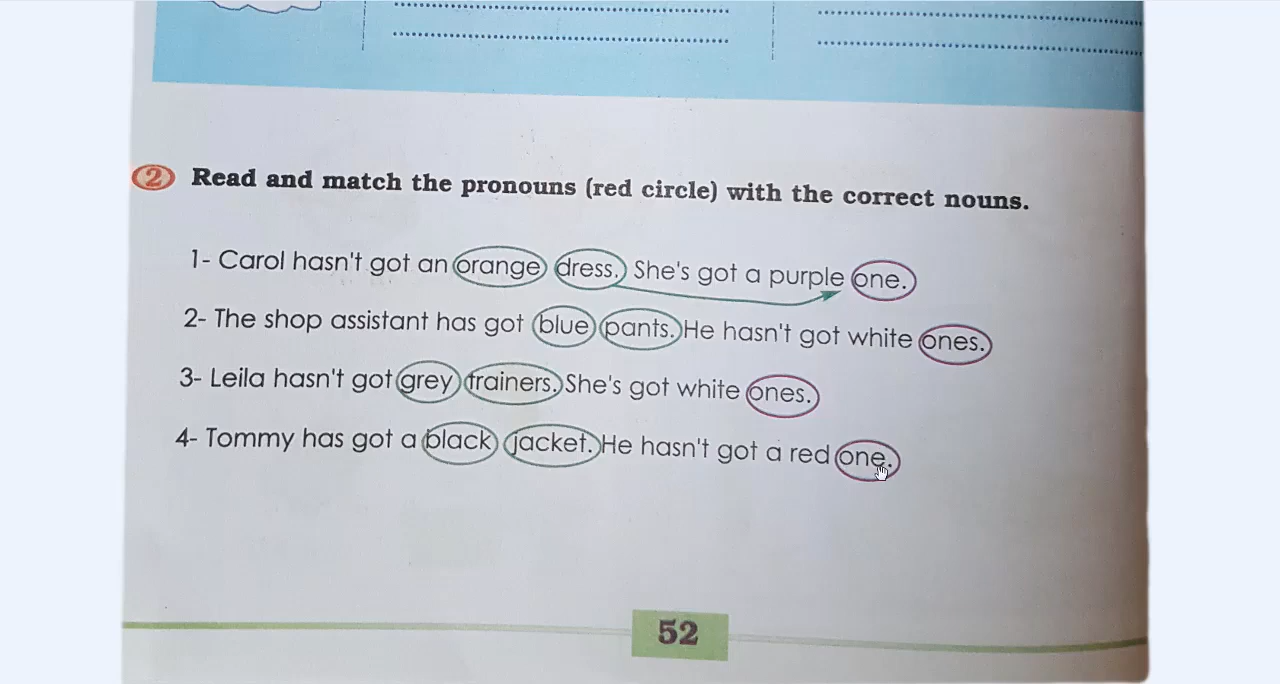 2 Read and match the pronouns (red circle) with the correct nouns.
1- Carol hasn't got an orange dress. She's got a purple one.
2- The shop assistant has got blue pants. He hasn't got white ones.
3- Leila hasn't got grey trainers. She's got white ones.
4- Tommy has got a black jacket. He hasn't got a red one.
52